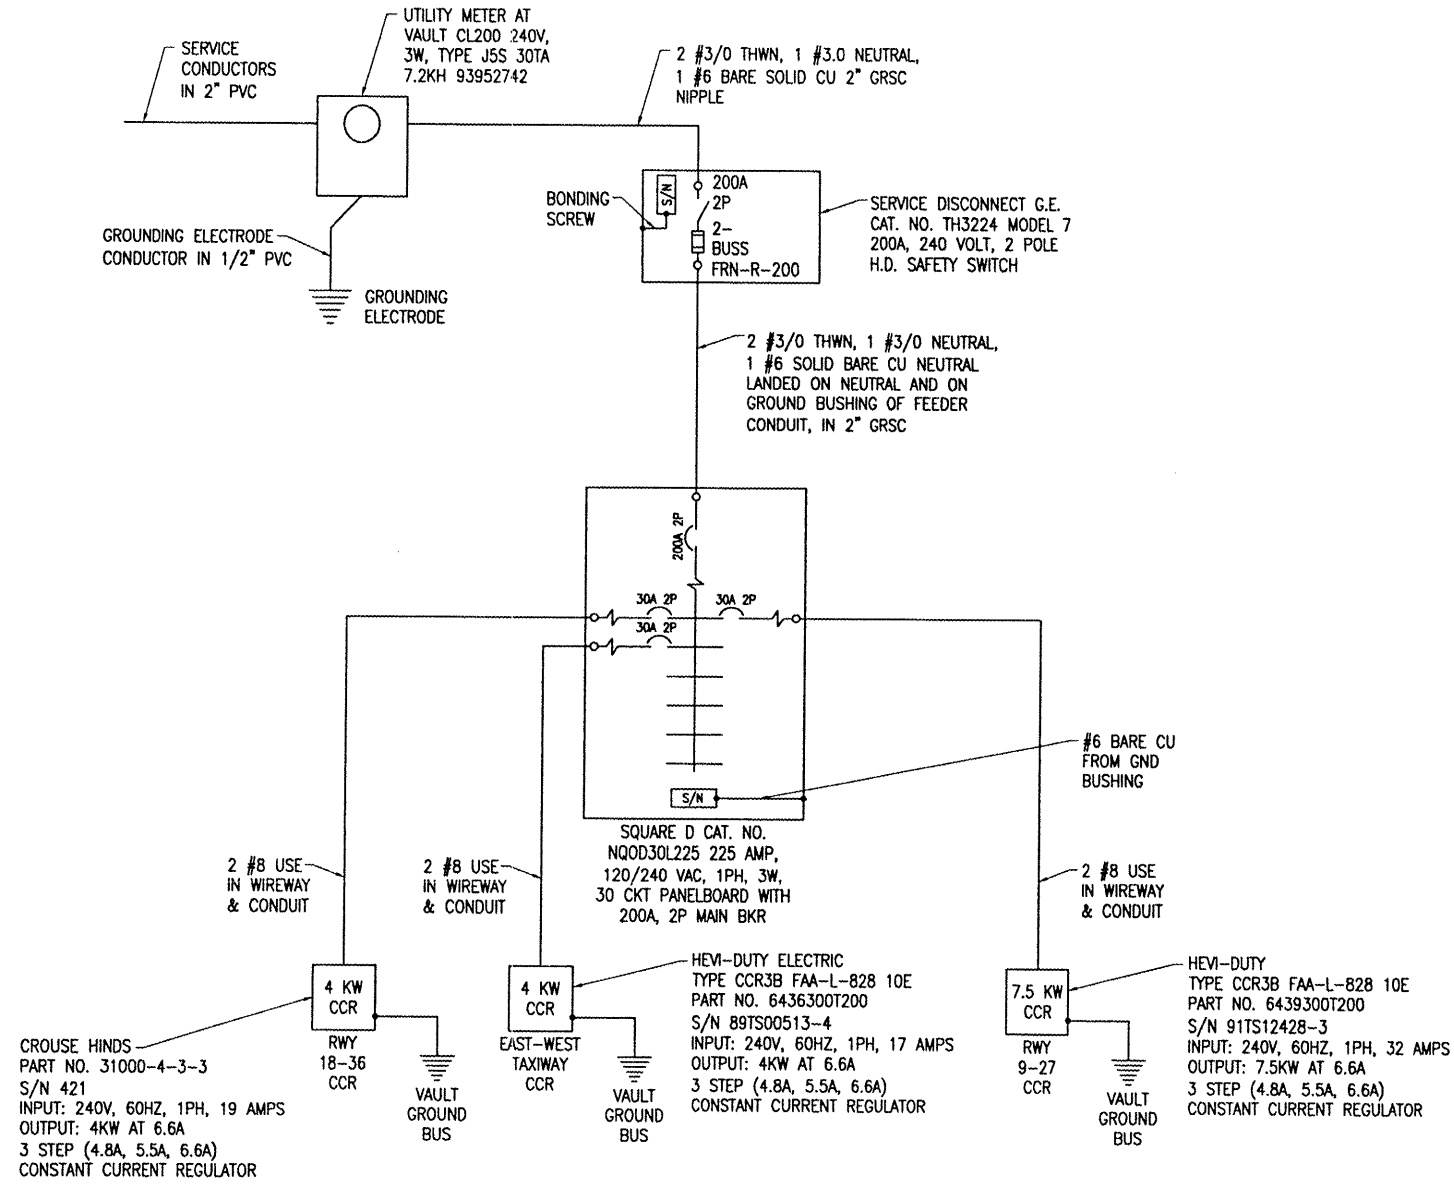 UTILITY METER AT
VAULT CL200 240V,
3W, TYPE J5S 30TA
7.2KH 93952742
SERVICE
CONDUCTORS
IN 2" PVC
2 #3/0 THWN, 1 #3.0 NEUTRAL,
1 #6 BARE SOLID CU 2" GRSC
NIPPLE
GROUNDING ELECTRODE
CONDUCTOR IN 1/2" PVC
GROUNDING
ELECTRODE
BONDING
SCREW
S/N
200A
2P
2-
BUSS
FRN-R-200
SERVICE DISCONNECT G.E.
CAT. NO. TH3224 MODEL 7
200A, 240 VOLT, 2 POLE
H.D. SAFETY SWITCH
2 #3/0 THWN, 1 #3/0 NEUTRAL,
1 #6 SOLID BARE CU NEUTRAL
LANDED ON NEUTRAL AND ON
GROUND BUSHING OF FEEDER
CONDUIT, IN 2" GRSC
200A 2P
30A 2P
30A 2P
30A 2P
S/N
#6 BARE CU
FROM GND
BUSHING
SQUARE D CAT. NO.
NQOD30L225 225 AMP,
120/240 VAC, 1PH, 3W,
30 CKT PANELBOARD WITH
200A, 2P MAIN BKR
2 #8 USE
IN WIREWAY
& CONDUIT
2 #8 USE
IN WIREWAY
& CONDUIT
2 #8 USE
IN WIREWAY
& CONDUIT
4 KW
CCR
RWY
18-36
CCR
CROUSE HINDS
PART NO. 31000-4-3-3
S/N 421
INPUT: 240V, 60HZ, 1PH, 19 AMPS
OUTPUT: 4KW AT 6.6A
3 STEP (4.8A, 5.5A, 6.6A)
CONSTANT CURRENT REGULATOR
VAULT
GROUND
BUS
4 KW
CCR
EAST-WEST
TAXIWAY
CCR
VAULT
GROUND
BUS
HEVI-DUTY ELECTRIC
TYPE CCR3B FAA-L-828 10E
PART NO. 6436300T200
S/N 89TS00513-4
INPUT: 240V, 60HZ, 1PH, 17 AMPS
OUTPUT: 4KW AT 6.6A
3 STEP (4.8A, 5.5A, 6.6A)
CONSTANT CURRENT REGULATOR
7.5 KW
CCR
RWY
9-27
CCR
VAULT
GROUND
BUS
HEVI-DUTY
TYPE CCR3B FAA-L-828 10E
PART NO. 6439300T200
S/N 91TS12428-3
INPUT: 240V, 60HZ, 1PH, 32 AMPS
OUTPUT: 7.5KW AT 6.6A
3 STEP (4.8A, 5.5A, 6.6A)
CONSTANT CURRENT REGULATOR